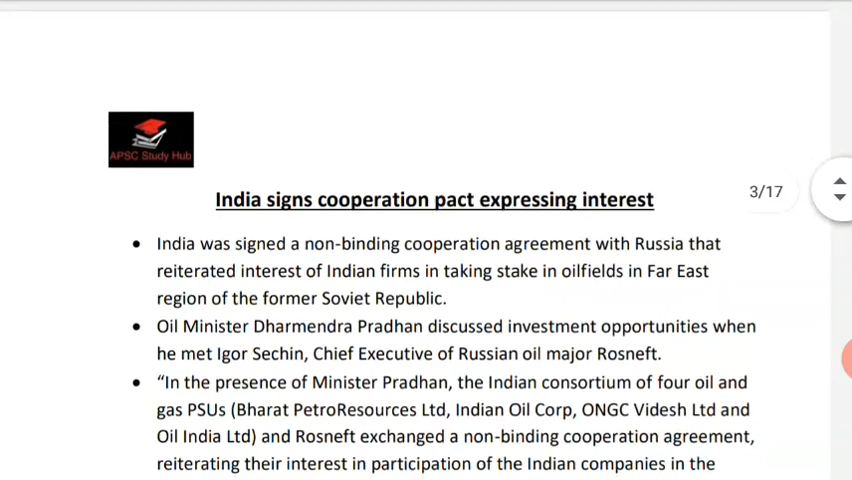 APSC Study Hub
India signs cooperation pact expressing interest
3/17
• India was signed a non-binding cooperation agreement with Russia that
reiterated interest of Indian firms in taking stake in oilfields in Far East
region of the former Soviet Republic.
• Oil Minister Dharmendra Pradhan discussed investment opportunities when
he met Igor Sechin, Chief Executive of Russian oil major Rosneft.
• “In the presence of Minister Pradhan, the Indian consortium of four oil and
gas PSUs (Bharat PetroResources Ltd, Indian Oil Corp, ONGC Videsh Ltd and
Oil India Ltd) and Rosneft exchanged a non-binding cooperation agreement,
reiterating their interest in participation of the Indian companies in the